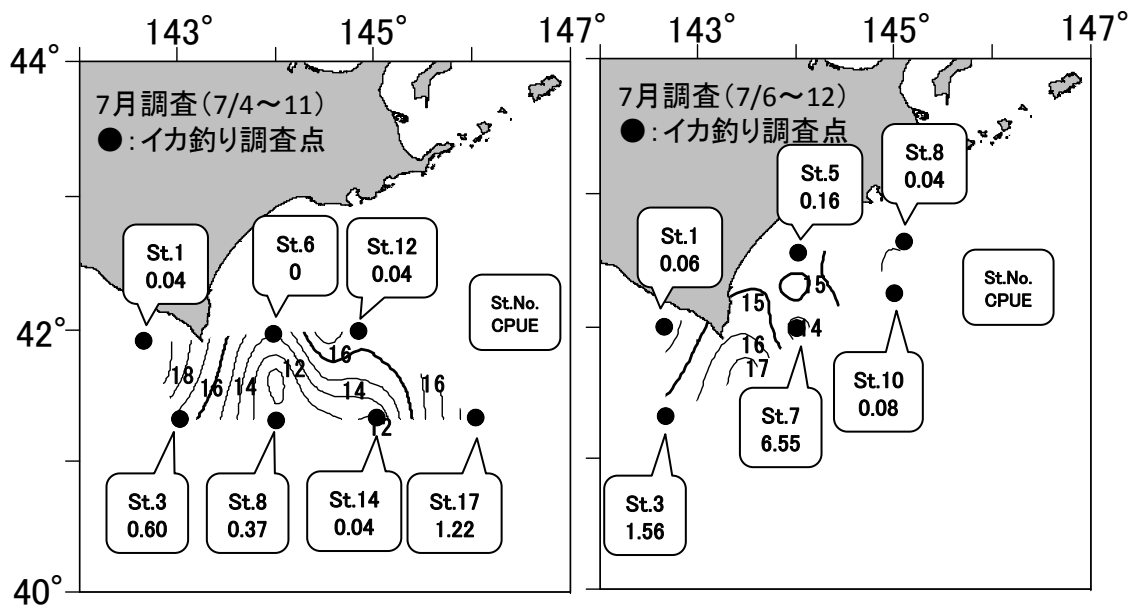 143°
145°
147°
44°
42°
40°
7月調査（7/4～11）
●：イカ釣り調査点
St.1
0.04
St.6
0
St.12
0.04
St.No.
CPUE
18
16
14
12
16
14
16
12
St.3
0.60
St.8
0.37
St.14
0.04
St.17
1.22
143°
145°
147°
7月調査（7/6～12）
●：イカ釣り調査点
St.5
0.16
St.8
0.04
St.1
0.06
St.No.
CPUE
15
15
14
16
17
St.10
0.08
St.7
6.55
St.3
1.56